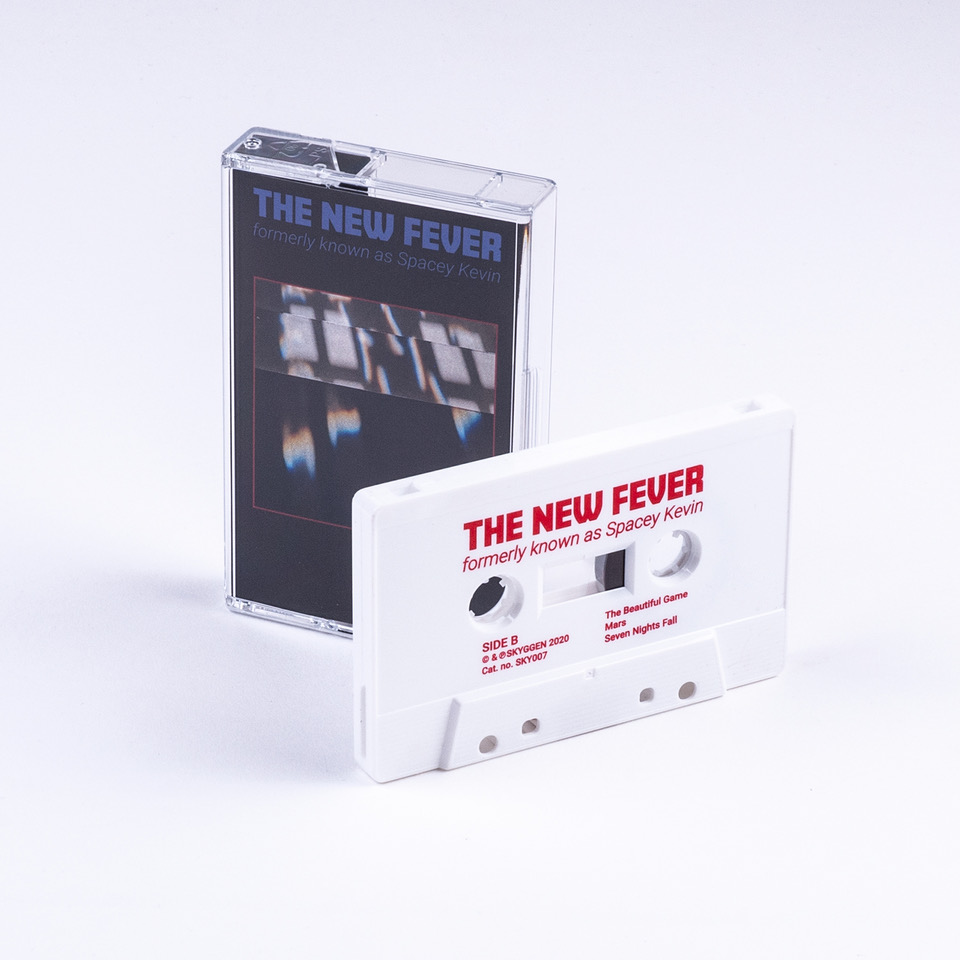 THE NEW FEVER
formerly known as Spacey Kevin
THE NEW FEVER
formerly known as Spacey Kevin
SIDE B
© & ℗ SKYGGEN 2020
Cat. no. SKY007
The Beautiful Game
Mars
Seven Nights Fall